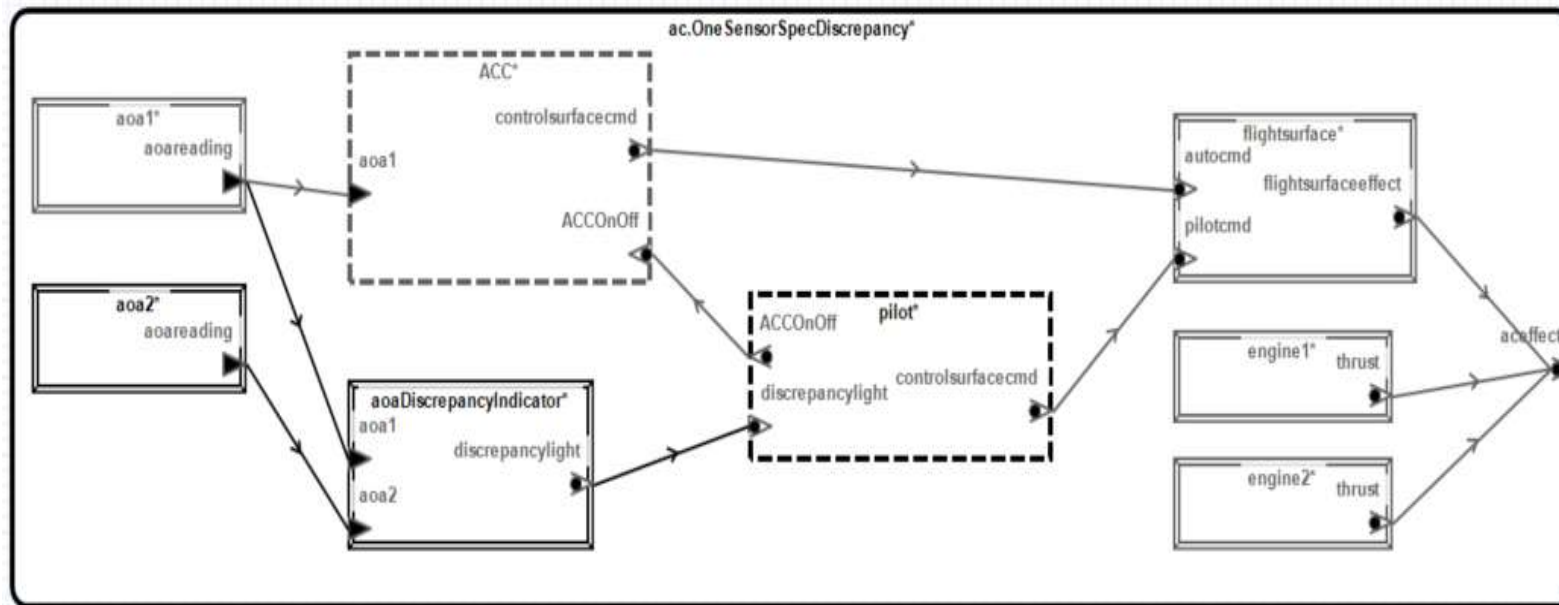 ac.OneSensorSpecDiscrepancy*
ACC*
controlsurfacecmd
aoa1
ACCOnOff
aoa1*
aoareading
aoa2*
aoareading
aoaDiscrepancyIndicator*
aoa1
discrepancylight
aoa2
pilot*
ACCOnOff
controlsurfacecmd
discrepancylight
flightsurface*
autocmd
flightsurfaceeffect
pilotcmd
engine1*
thrust
engine2*
thrust
aceffect